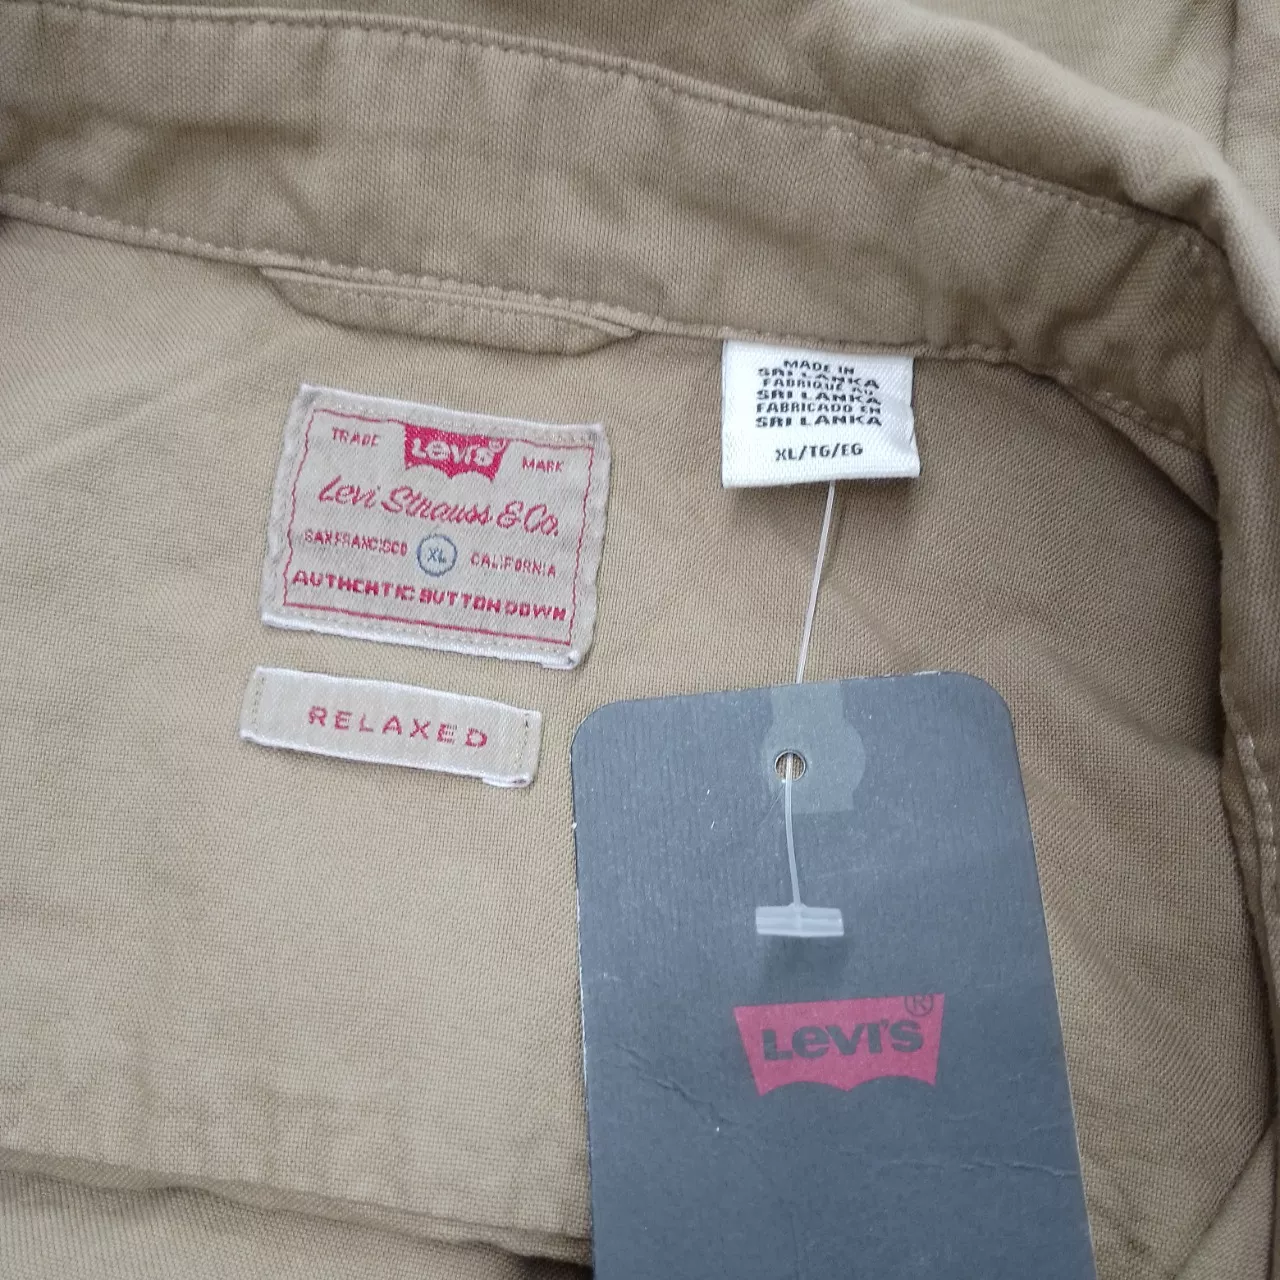 TRADE Levi's® MARK
Levi Strauss & Co.
SAN FRANCISCO XL CALIFORNIA
AUTHENTIC BUTTON DOWN
RELAXED
MADE IN
SRI LANKA
FABRIQUE AU
SRI LANKA
FABRICADO EN
SRI LANKA
XL/TG/EG
Levi's®